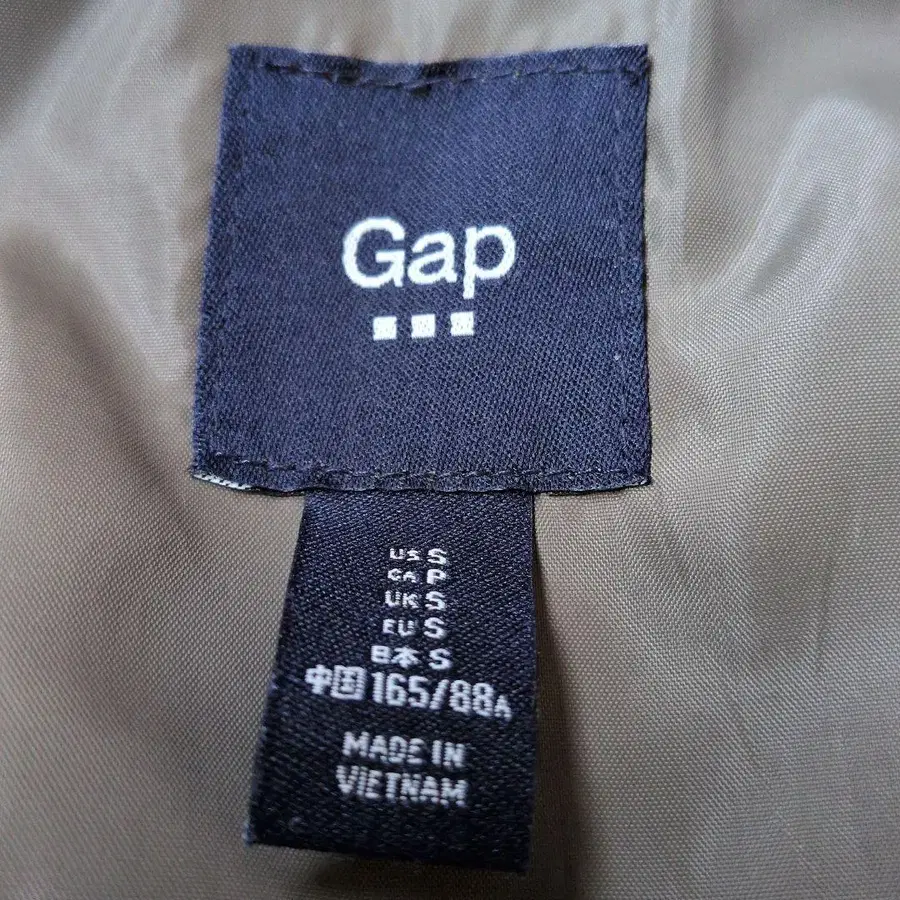 Gap
US S
CA P
UK S
EU S
日本 S
中国 165/88A
MADE IN
VIETNAM